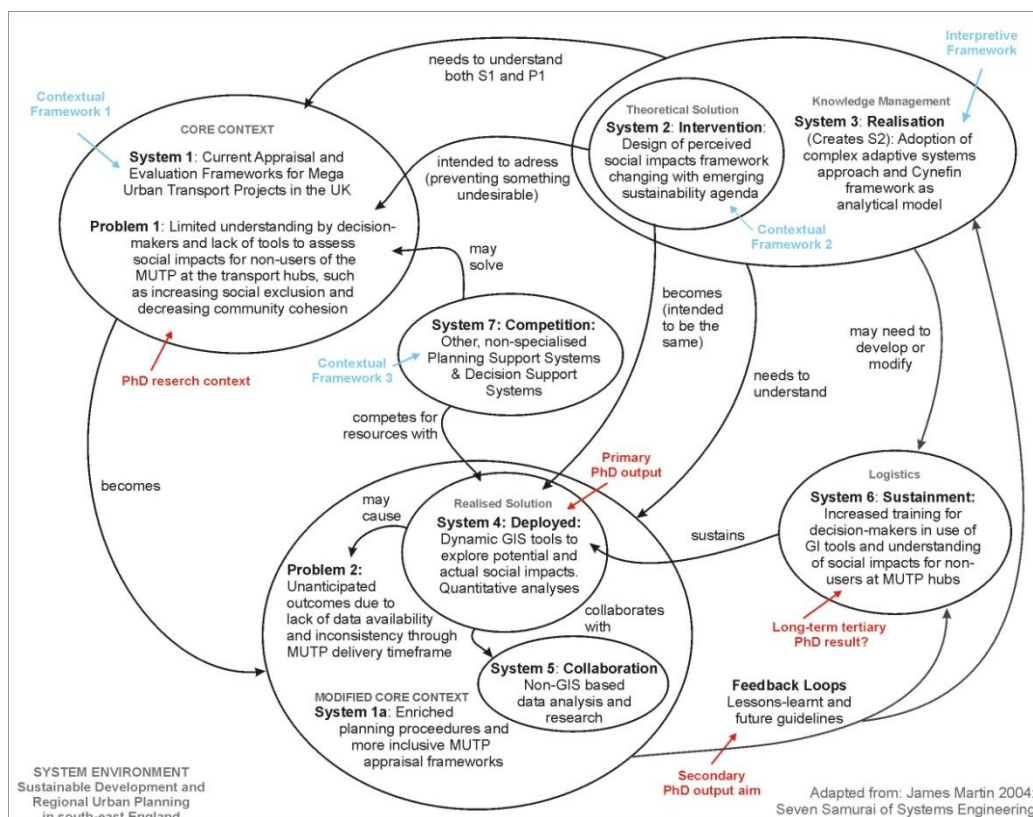 needs to understand
both S1 and P1
Interpretive
Framework
Contextual
Framework 1
CORE CONTEXT
System 1: Current Appraisal and
Evaluation Frameworks for Mega
Urban Transport Projects in the UK
Problem 1: Limited understanding by decision-
makers and lack of tools to assess
social impacts for non-users of the
MUTP at the transport hubs, such
as increasing social exclusion and
decreasing community cohesion
PhD reserch context
intended to adress
(preventing something
undesirable)
Theoretical Solution
System 2: Intervention:
Design of perceived
social impacts framework
changing with emerging
sustainability agenda
Contextual
Framework 2
Knowledge Management
System 3: Realisation
(Creates S2): Adoption of
complex adaptive systems
approach and Cynefin
framework as
analytical model
may
solve
System 7: Competition:
Other, non-specialised
Planning Support Systems
& Decision Support
Systems
Contextual
Framework 3
becomes
(intended
to be the
same)
needs to
understand
may need to
develop or
modify
competes for
resources with
becomes
Primary
PhD output
may
cause
Realised Solution
System 4: Deployed:
Dynamic GIS tools to
explore potential and
actual social impacts.
Quantitative analyses
sustains
Logistics
System 6: Sustainment:
Increased training for
decision-makers in use of
GI tools and understanding
of social impacts for non-
users at MUTP hubs
Long-term tertiary
PhD result?
Problem 2:
Unanticipated
outcomes due to
lack of data availability
and inconsistency through
MUTP delivery timeframe
collaborates
with
System 5: Collaboration
Non-GIS based
data analysis and
research
MODIFIED CORE CONTEXT
System 1a: Enriched
planning proceedures and
more inclusive MUTP
appraisal frameworks
Feedback Loops
Lessons-learnt and
future guidelines
Secondary
PhD output aim
SYSTEM ENVIRONMENT
Sustainable Development and
Regional Urban Planning
in south-east England
Adapted from: James Martin 2004:
Seven Samurai of Systems Engineering